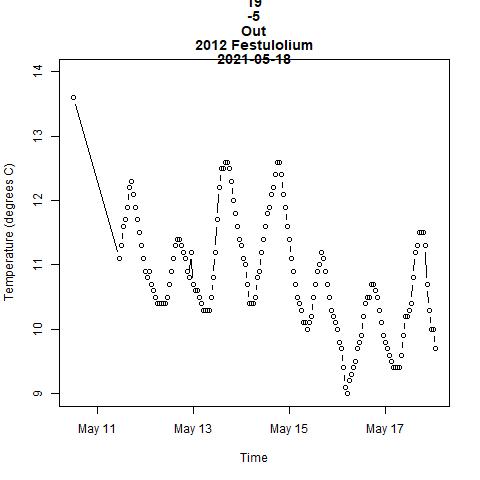 19
-5
Out
2012 Festulolium
2021-05-18
14
13
12
11
10
9
Temperature (degrees C)
May 11 May 13 May 15 May 17
Time